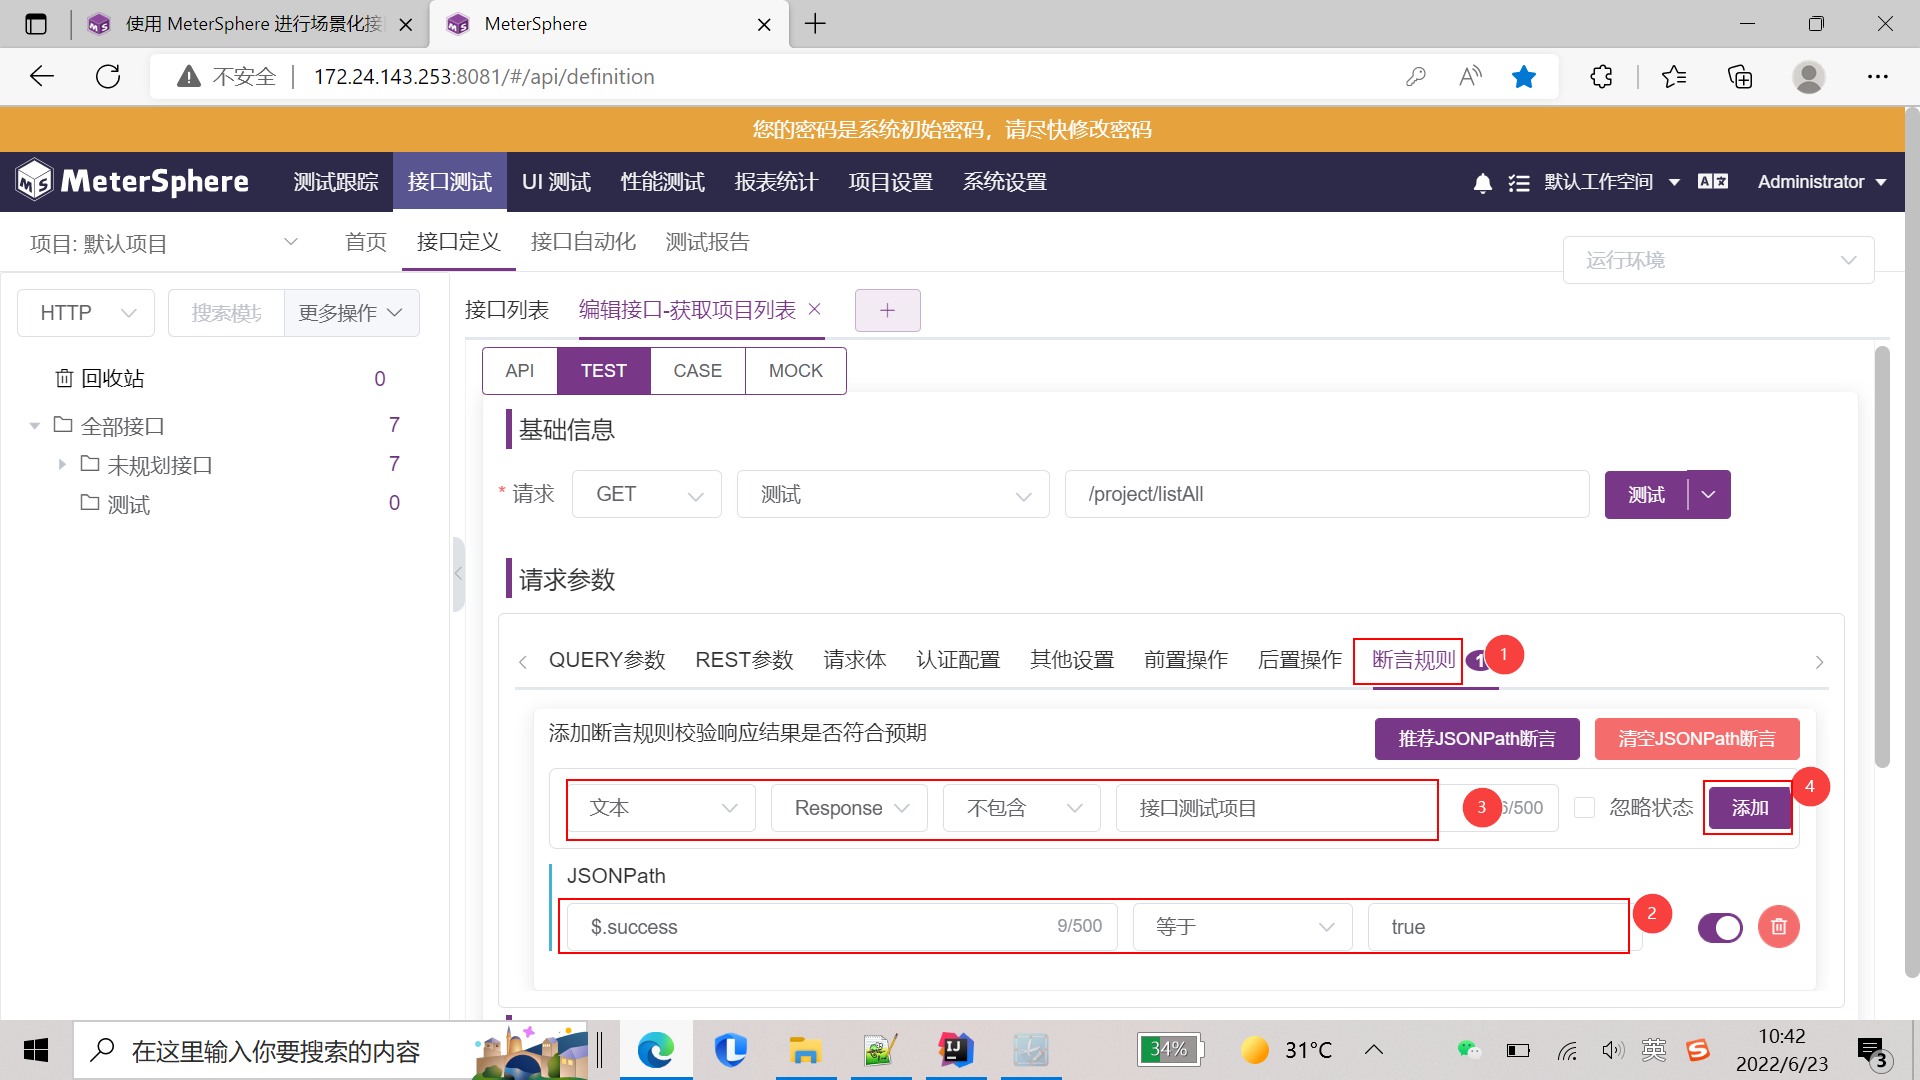 使用 MeterSphere 进行场景化接
MeterSphere
不安全
172.24.143.253:8081/#/api/definition
您的密码是系统初始密码，请尽快修改密码
MeterSphere
测试跟踪 接口测试 UI 测试 性能测试 报表统计 项目设置 系统设置
默认工作空间
Administrator
项目: 默认项目
首页 接口定义 接口自动化 测试报告
运行环境
HTTP
搜索模块
更多操作
接口列表
编辑接口-获取项目列表
回收站 0
全部接口 7
未规划接口 7
测试 0
API TEST CASE MOCK
基础信息
* 请求 GET 测试 /project/listAll 测试
请求参数
QUERY参数 REST参数 请求体 认证配置 其他设置 前置操作 后置操作 断言规则 1 1
添加断言规则校验响应结果是否符合预期
推荐JSONPath断言
清空JSONPath断言
文本 Response 不包含 接口测试项目 3 /500 忽略状态 添加 4
JSONPath
$.success 9/500 等于 true 2
在这里输入你要搜索的内容
34%
31°C
英
10:42
2022/6/23
3